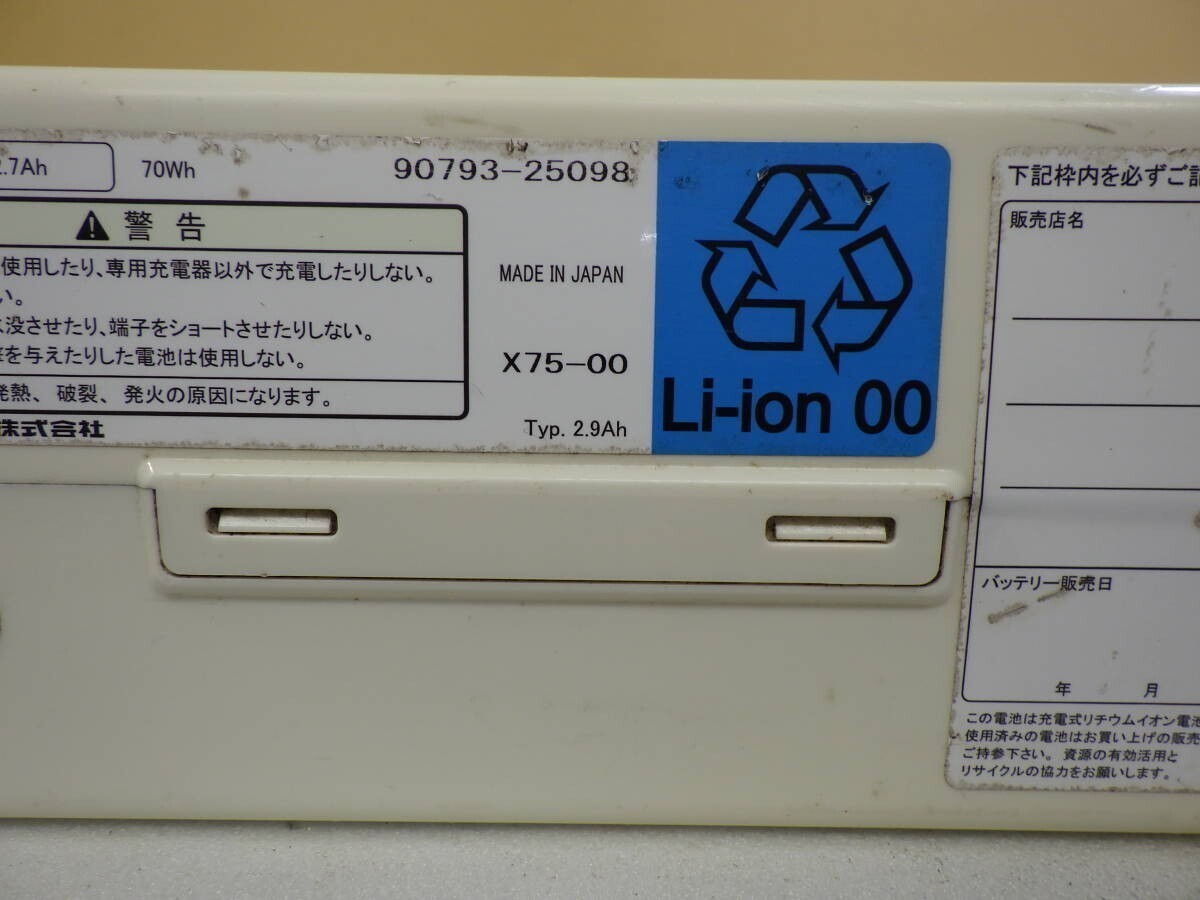 2.7Ah
70Wh
90793-25098
警告
使用したり、専用充電器以外で充電したりしない。
い。
没させたり、端子をショートさせたりしない。
を与えたりした電池は使用しない。
発熱、破裂、発火の原因になります。
株式会社
MADE IN JAPAN
X75-00
Typ. 2.9Ah
Li-ion 00
下記枠内を必ずご記
販売店名
バッテリー販売日
年 月
この電池は充電式リチウムイオン電池
使用済みの電池はお買い上げの販売
ご持参下さい。資源の有効活用と
リサイクルの協力をお願いします。